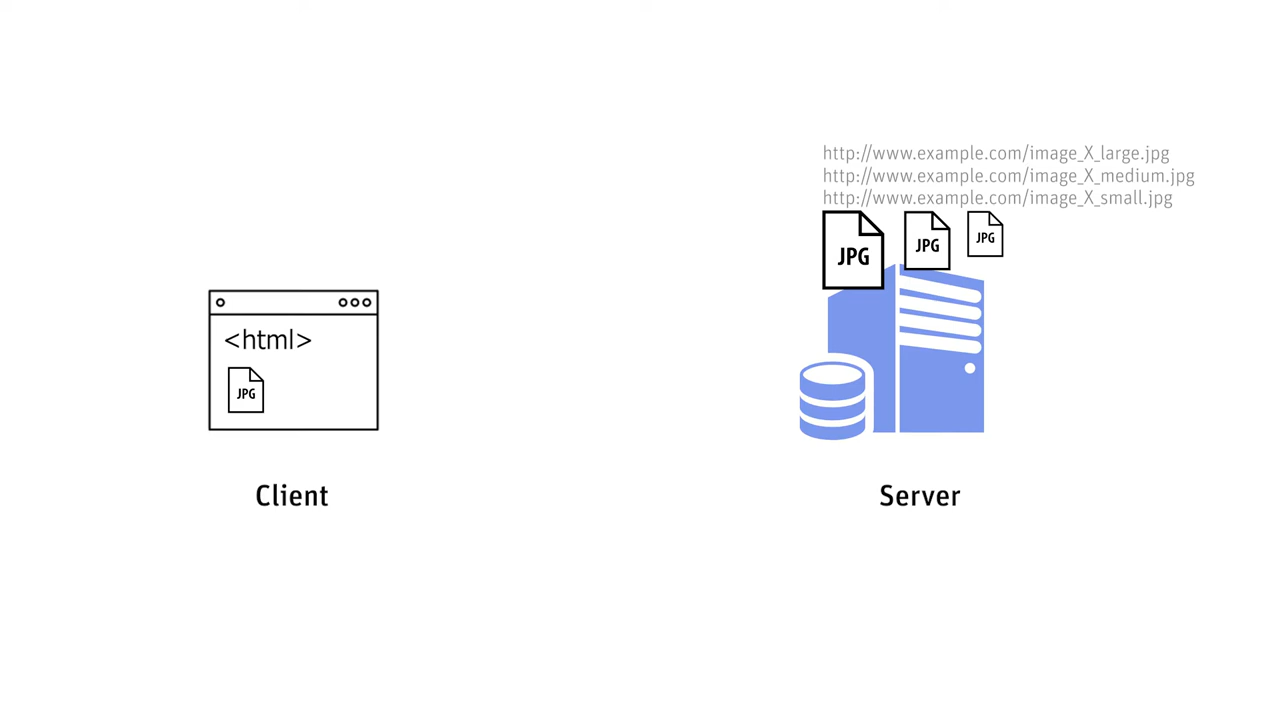 http://www.example.com/image_X_large.jpg
http://www.example.com/image_X_medium.jpg
http://www.example.com/image_X_small.jpg
JPG
JPG
JPG
<html>
JPG
Client
Server